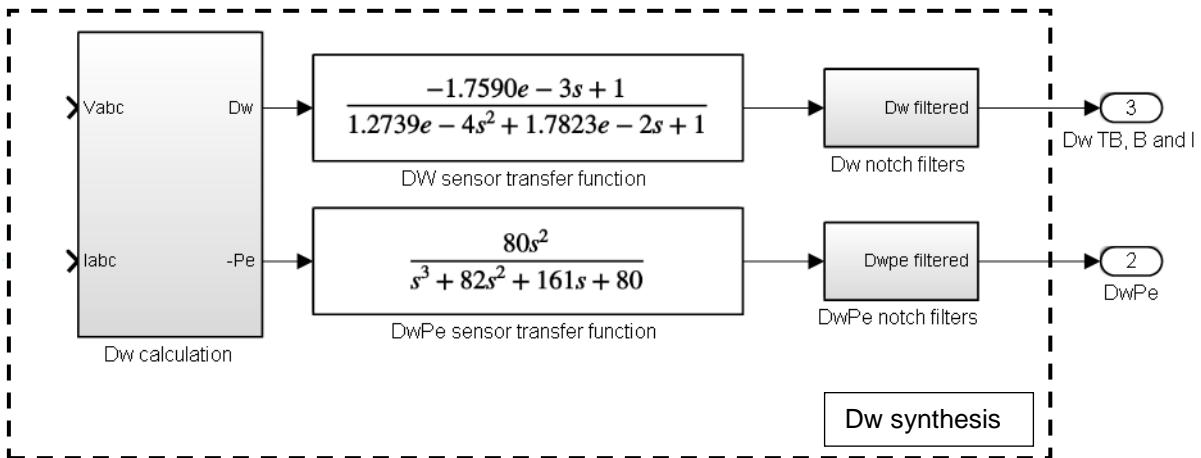 Vabc
Dw
Iabc
-Pe
Dw calculation
-1.7590e - 3s + 1
1.2739e - 4s² + 1.7823e - 2s + 1
DW sensor transfer function
80s²
s³ + 82s² + 161s + 80
DwPe sensor transfer function
Dw filtered
Dw notch filters
Dwpe filtered
DwPe notch filters
3
Dw TB, B and I
2
DwPe
Dw synthesis